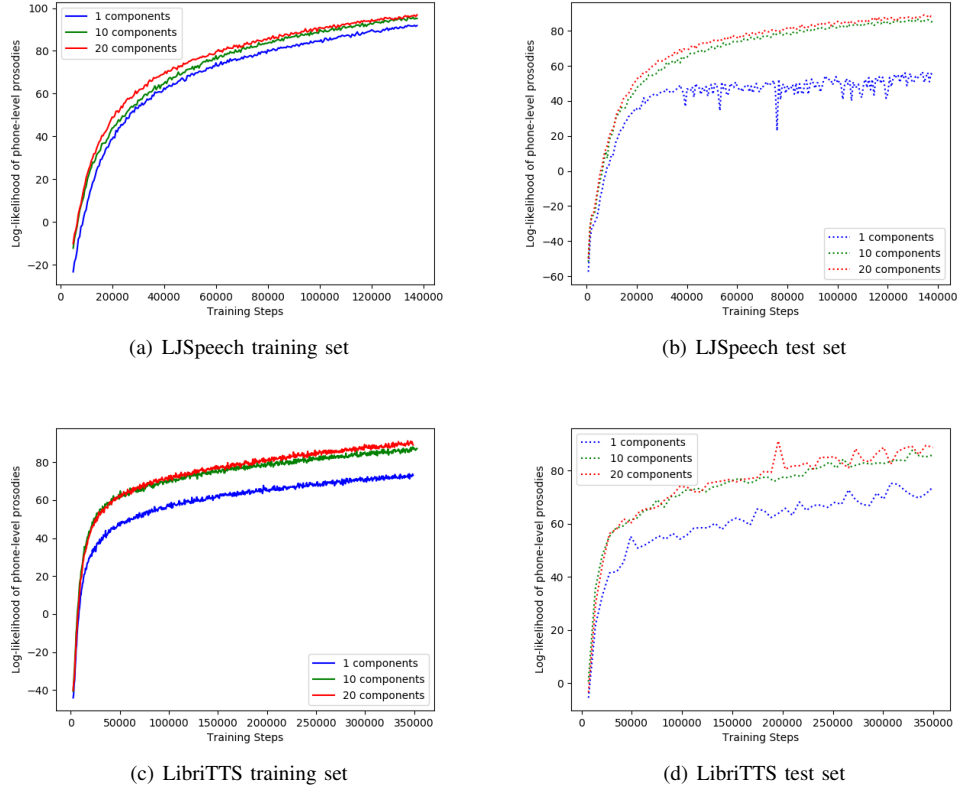 Log-likelihood of phone-level prosodies
100
80
60
40
20
0
−20
1 components
10 components
20 components
0 20000 40000 60000 80000 100000 120000 140000
Training Steps
(a) LJSpeech training set
Log-likelihood of phone-level prosodies
80
60
40
20
0
−20
−40
−60
1 components
10 components
20 components
0 20000 40000 60000 80000 100000 120000 140000
Training Steps
(b) LJSpeech test set
Log-likelihood of phone-level prosodies
80
60
40
20
0
−20
−40
1 components
10 components
20 components
0 50000 100000 150000 200000 250000 300000 350000
Training Steps
(c) LibriTTS training set
Log-likelihood of phone-level prosodies
80
60
40
20
0
1 components
10 components
20 components
0 50000 100000 150000 200000 250000 300000 350000
Training Steps
(d) LibriTTS test set